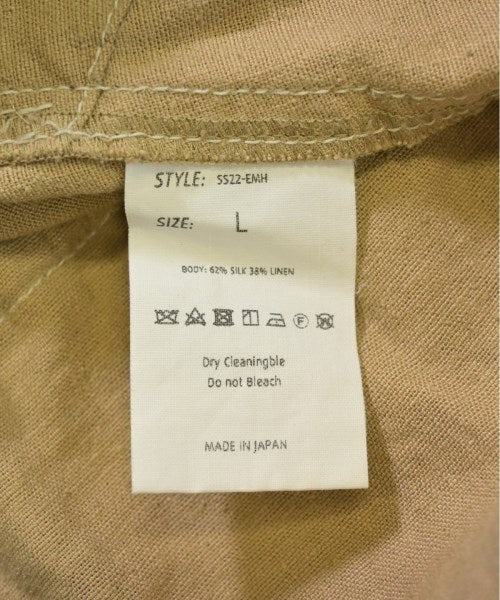 STYLE: SS22-EMH
SIZE: L
BODY: 62% SILK 38% LINEN
Dry Cleaningble
Do not Bleach
MADE IN JAPAN